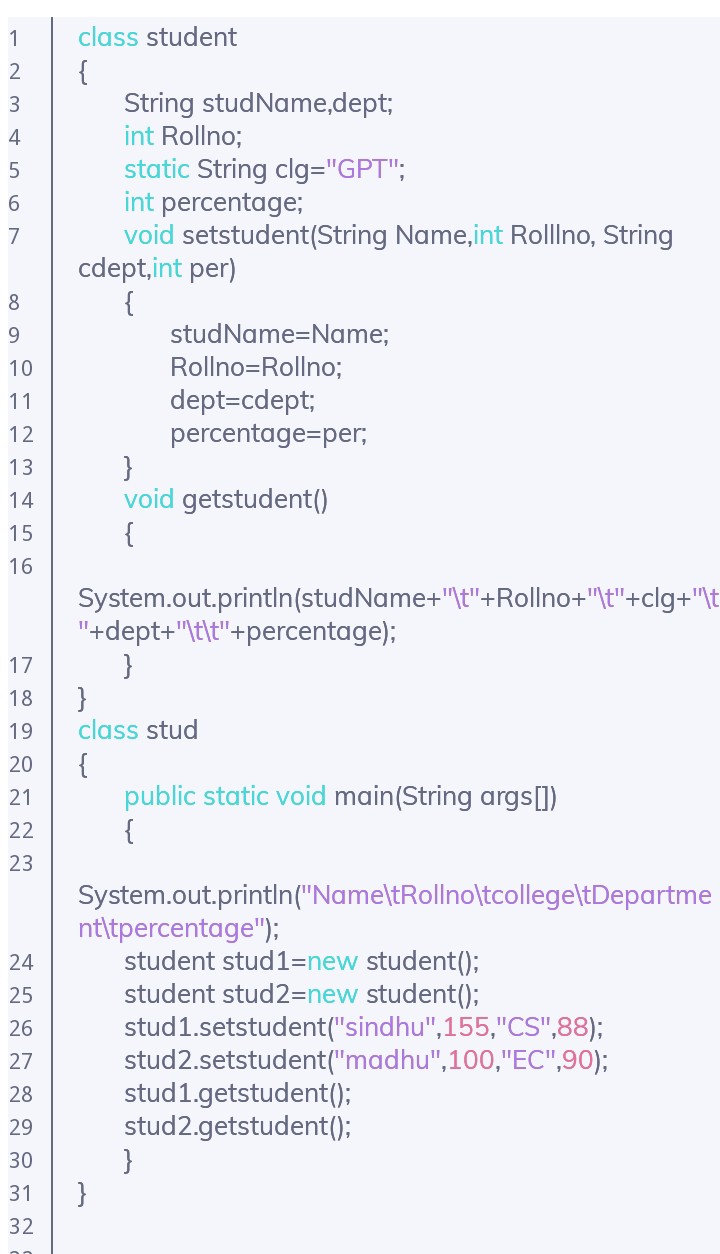 1 class student
2 {
3 String studName,dept;
4 int Rollno;
5 static String clg="GPT";
6 int percentage;
7 void setstudent(String Name,int Rolllno, String
cdept,int per)
8 {
9 studName=Name;
10 Rollno=Rollno;
11 dept=cdept;
12 percentage=per;
13 }
14 void getstudent()
15 {
16
System.out.println(studName+"\t"+Rollno+"\t"+clg+"\t
"+dept+"\t\t"+percentage);
17 }
18 }
19 class stud
20 {
21 public static void main(String args[])
22 {
23
System.out.println("Name\tRollno\tcollege\tDepartme
nt\tpercentage");
24 student stud1=new student();
25 student stud2=new student();
26 stud1.setstudent("sindhu",155,"CS",88);
27 stud2.setstudent("madhu",100,"EC",90);
28 stud1.getstudent();
29 stud2.getstudent();
30 }
31 }
32